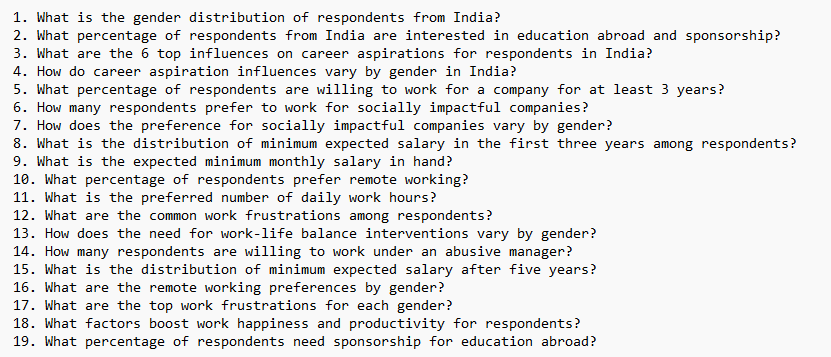 1. What is the gender distribution of respondents from India?
2. What percentage of respondents from India are interested in education abroad and sponsorship?
3. What are the 6 top influences on career aspirations for respondents in India?
4. How do career aspiration influences vary by gender in India?
5. What percentage of respondents are willing to work for a company for at least 3 years?
6. How many respondents prefer to work for socially impactful companies?
7. How does the preference for socially impactful companies vary by gender?
8. What is the distribution of minimum expected salary in the first three years among respondents?
9. What is the expected minimum monthly salary in hand?
10. What percentage of respondents prefer remote working?
11. What is the preferred number of daily work hours?
12. What are the common work frustrations among respondents?
13. How does the need for work-life balance interventions vary by gender?
14. How many respondents are willing to work under an abusive manager?
15. What is the distribution of minimum expected salary after five years?
16. What are the remote working preferences by gender?
17. What are the top work frustrations for each gender?
18. What factors boost work happiness and productivity for respondents?
19. What percentage of respondents need sponsorship for education abroad?